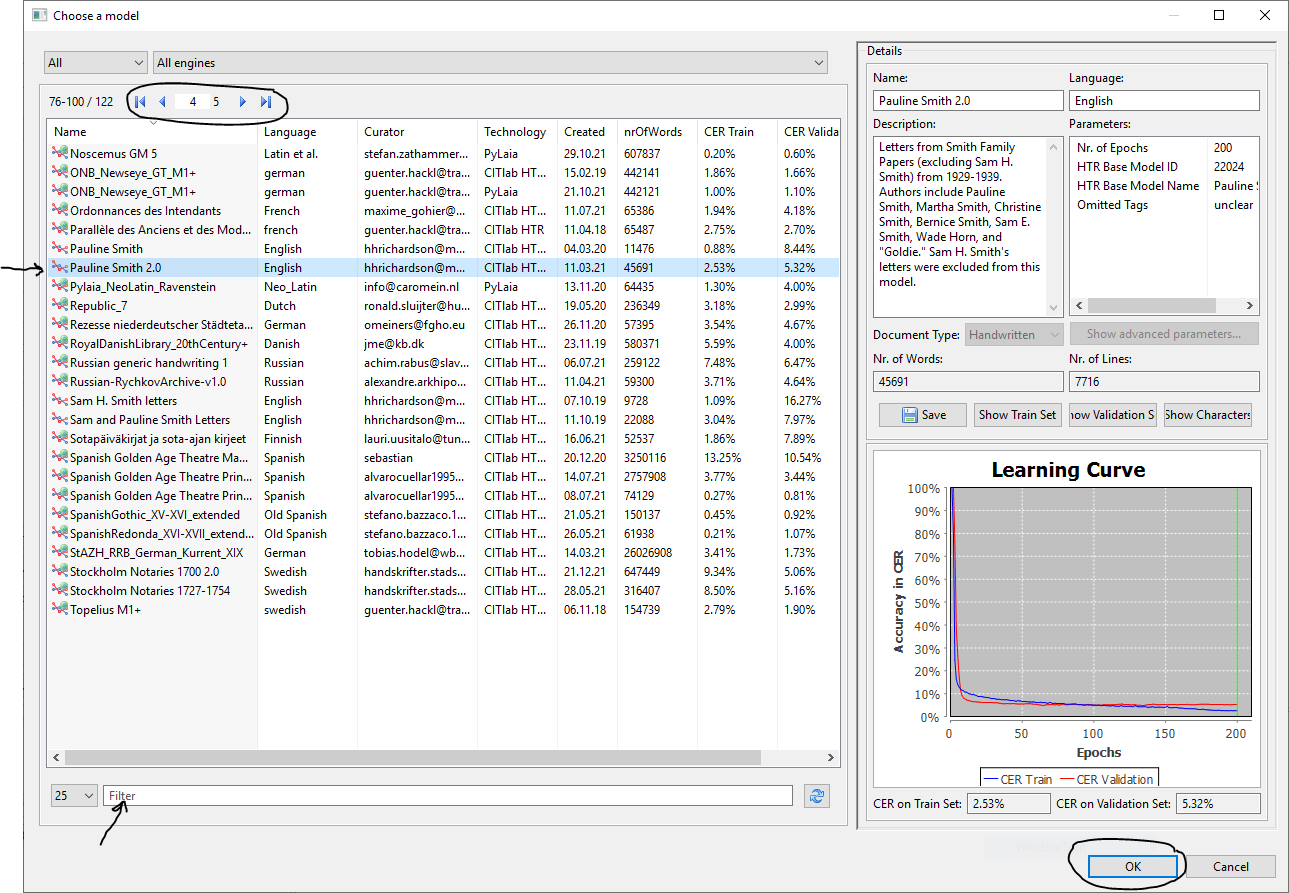 Choose a model
All
All engines
76-100 / 122
4 5
Name Language Curator Technology Created nrOfWords CER Train CER Valida
Noscemus GM 5 Latin et al. stefan.zathammer... PyLaia 29.10.21 607837 0.20% 0.60%
ONB_Newseye_GT_M1+ german guenter.hackl@tra... CITlab HT... 15.02.19 442141 1.86% 1.66%
ONB_Newseye_GT_M1+ german guenter.hackl@tra... PyLaia 21.10.21 442121 1.00% 1.10%
Ordonnances des Intendants French maxime_gohier@... CITlab HT... 11.07.21 65386 1.94% 4.18%
Parallèle des Anciens et des Mod... french guenter.hackl@tra... CITlab HTR 11.04.18 65487 2.75% 2.70%
Pauline Smith English hhrichardson@m... CITlab HT... 04.03.20 11476 0.88% 8.44%
Pauline Smith 2.0 English hhrichardson@m... CITlab HT... 11.03.21 45691 2.53% 5.32%
Pylaia_NeoLatin_Ravenstein Neo_Latin info@caromein.nl PyLaia 13.11.20 64435 1.30% 4.00%
Republic_7 Dutch ronald.sluijter@hu... CITlab HT... 19.05.20 236349 3.18% 2.99%
Rezesse niederdeutscher Städteta... German omeiners@fgho.eu CITlab HT... 26.11.20 57395 3.54% 4.67%
RoyalDanishLibrary_20thCentury+ Danish jme@kb.dk CITlab HT... 23.11.19 580371 5.59% 4.00%
Russian generic handwriting 1 Russian achim.rabus@slav... CITlab HT... 06.07.21 259122 7.48% 6.47%
Russian-RychkovArchive-v1.0 Russian alexandre.arkhipo... CITlab HT... 11.04.21 59300 3.71% 4.64%
Sam H. Smith letters English hhrichardson@m... CITlab HT... 07.10.19 9728 1.09% 16.27%
Sam and Pauline Smith Letters English hhrichardson@m... CITlab HT... 11.10.19 22088 3.04% 7.97%
Sotapäiväkirjat ja sota-ajan kirjeet Finnish lauri.uusitalo@tun... CITlab HT... 16.06.21 52537 1.86% 7.89%
Spanish Golden Age Theatre Ma... Spanish sebastian CITlab HT... 20.12.20 3250116 13.25% 10.54%
Spanish Golden Age Theatre Prin... Spanish alvarocuellar1995... CITlab HT... 14.07.21 2757908 3.77% 3.44%
Spanish Golden Age Theatre Prin... Spanish alvarocuellar1995... CITlab HT... 08.07.21 74129 0.27% 0.81%
SpanishGothic_XV-XVI_extended Old Spanish stefano.bazzaco.1... CITlab HT... 21.05.21 150137 0.45% 0.92%
SpanishRedonda_XVI-XVII_extend... Old Spanish stefano.bazzaco.1... CITlab HT... 26.05.21 61938 0.21% 1.07%
StAZH_RRB_German_Kurrent_XIX German tobias.hodel@wb... CITlab HT... 14.03.21 26026908 3.41% 1.73%
Stockholm Notaries 1700 2.0 Swedish handskrifter.stads... CITlab HT... 21.12.21 647449 9.34% 5.06%
Stockholm Notaries 1727-1754 Swedish handskrifter.stads... CITlab HT... 28.05.21 316407 8.50% 5.16%
Topelius M1+ swedish guenter.hackl@tra... CITlab HT... 06.11.18 154739 2.79% 1.90%
25
Filter
Details
Name: Language:
Pauline Smith 2.0 English
Description: Parameters:
Letters from Smith Family
Papers (excluding Sam H.
Smith) from 1929-1939.
Authors include Pauline
Smith, Martha Smith, Christine
Smith, Bernice Smith, Sam E.
Smith, Wade Horn, and
"Goldie." Sam H. Smith's
letters were excluded from this
model.
Nr. of Epochs 200
HTR Base Model ID 22024
HTR Base Model Name Pauline S
Omitted Tags unclear
Document Type: Handwritten Show advanced parameters...
Nr. of Words: Nr. of Lines:
45691 7716
Save Show Train Set how Validation S Show Characters
Learning Curve
100%
90%
80%
70%
60%
50%
40%
30%
20%
10%
0%
Accuracy in CER
0 50 100 150 200
Epochs
CER Train CER Validation
CER on Train Set: 2.53% CER on Validation Set: 5.32%
OK Cancel